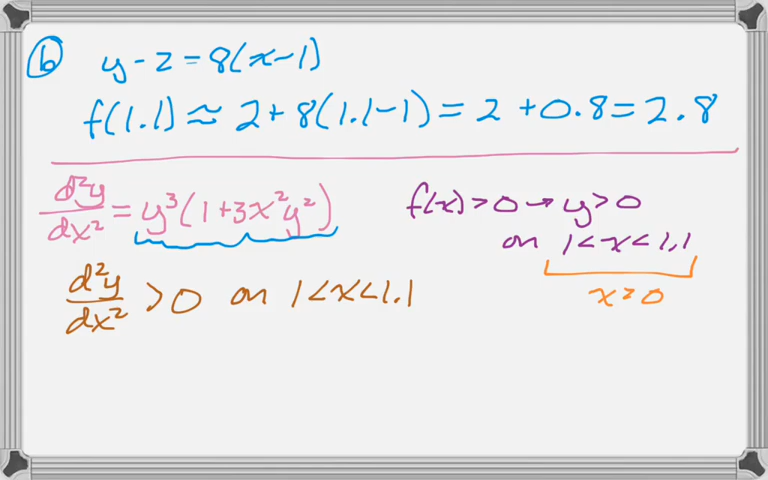 (b) y - 2 = 8(x - 1)
f(1.1) ≈ 2 + 8(1.1 - 1) = 2 + 0.8 = 2.8
d²y/dx² = y³(1 + 3x²y²)
f(x) > 0 → y > 0
on 1 < x < 1.1
x > 0
d²y/dx² > 0 on 1 < x < 1.1